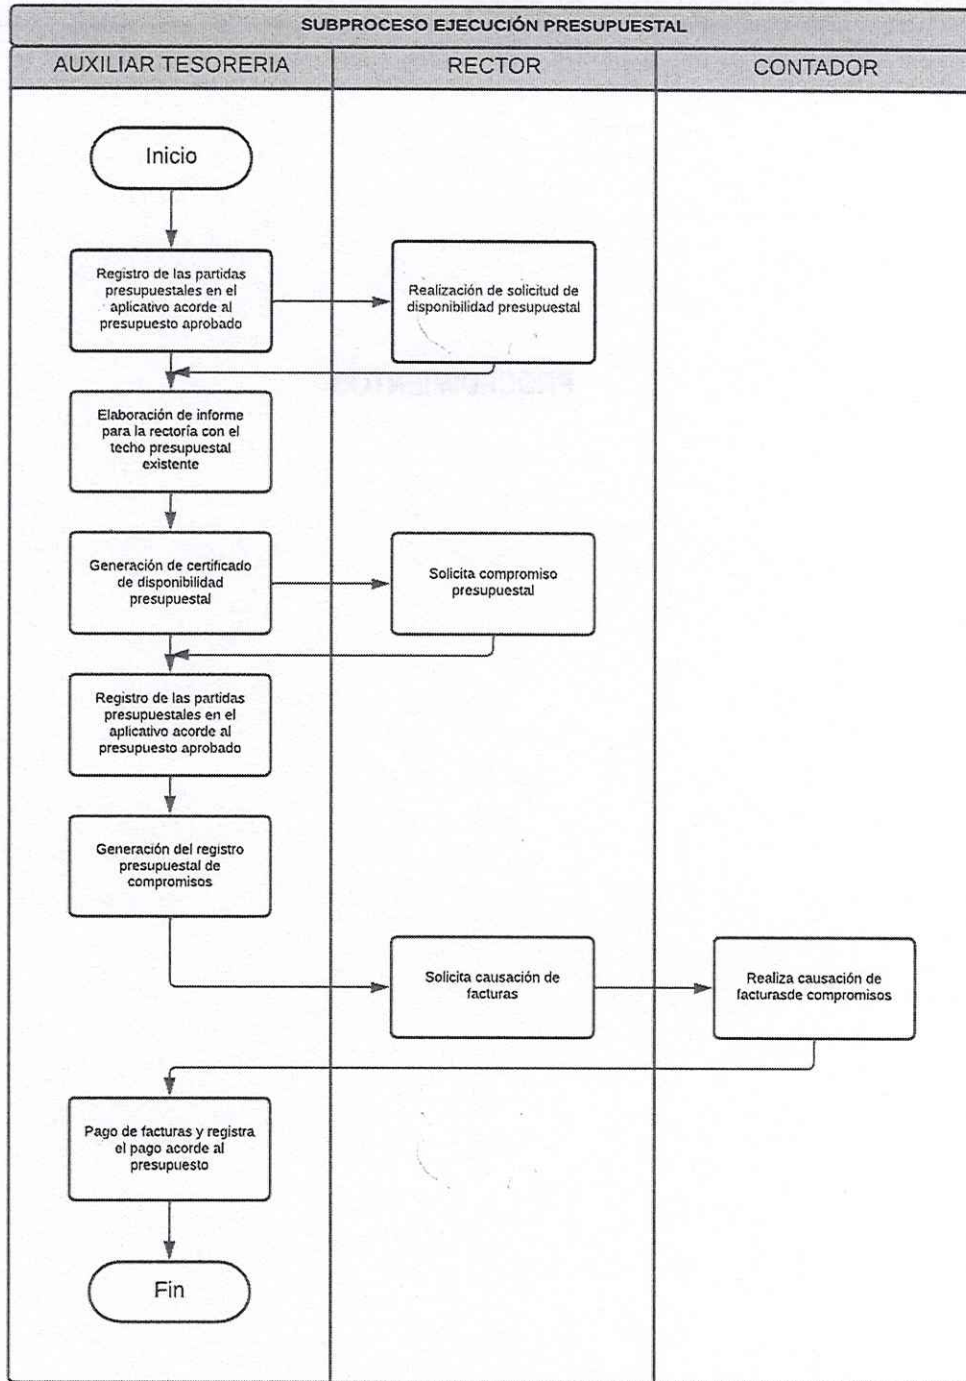 SUBPROCESO EJECUCIÓN PRESUPUESTAL
AUXILIAR TESORERIA
RECTOR
CONTADOR
Inicio
Registro de las partidas
presupuestales en el
aplicativo acorde al
presupuesto aprobado
Realización de solicitud de
disponibilidad presupuestal
Elaboración de informe
para la rectoría con el
techo presupuestal
existente
Generación de certificado
de disponibilidad
presupuestal
Solicita compromiso
presupuestal
Registro de las partidas
presupuestales en el
aplicativo acorde al
presupuesto aprobado
Generación del registro
presupuestal de
compromisos
Solicita causación de
facturas
Realiza causación de
facturasde compromisos
Pago de facturas y registra
el pago acorde al
presupuesto
Fin